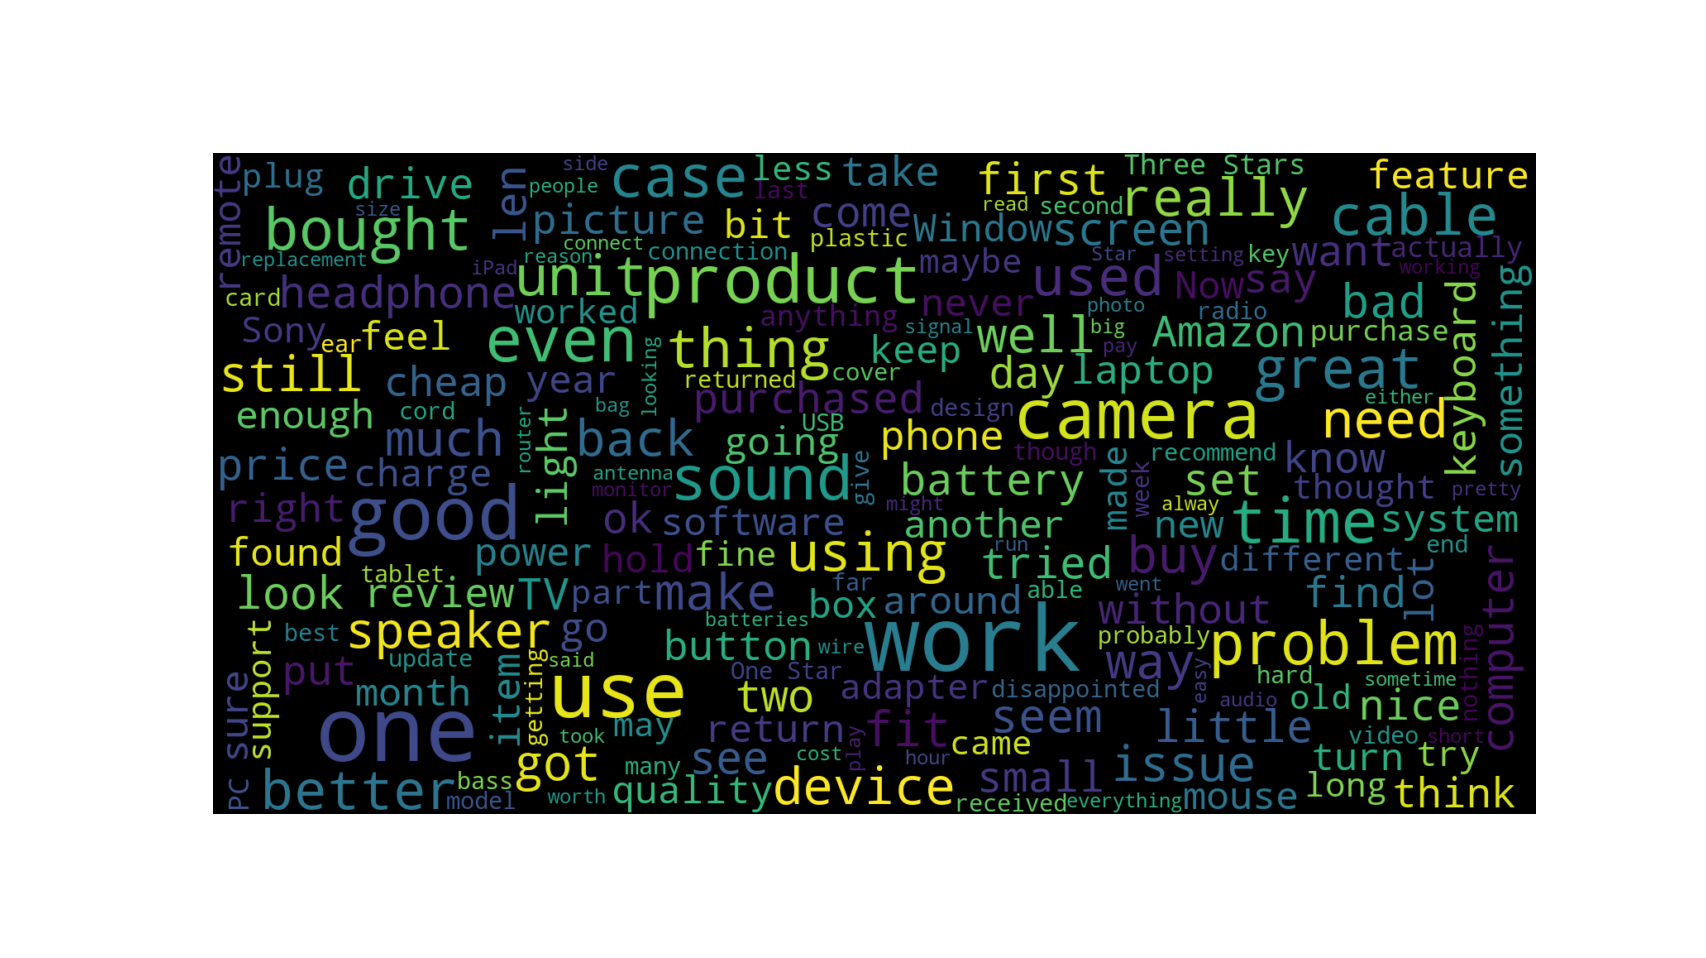 remote
plug
drive
len
side
people
case
less
last
take
first
Three Stars
feature
bought
size
picture
bit
come
read
second
really
cable
replacement
connect
reason
connection
plastic
Window
screen
Star
setting
key
want
actually
working
card
headphone
iPad
unit
product
maybe
used
Now
say
bad
something
Sony
ear
feel
worked
anything
never
photo
radio
keyboard
even
looking
thing
signal
keep
well
big
pay
Amazon
purchase
still
cheap
year
returned
cover
day
laptop
great
either
enough
cord
bag
purchased
design
camera
need
much
router
light
back
going
USB
phone
though
made
recommend
know
price
charge
antenna
monitor
sound
give
battery
week
set
thought
pretty
right
good
ok
software
might
another
alway
new
time
system
found
power
hold
fine
using
run
tried
buy
different
end
look
tablet
review
TV
part
make
far
box
around
able
went
without
find
lot
computer
support
best
speaker
go
batteries
button
wire
work
probably
way
problem
nothing
put
update
said
item
getting
One Star
adapter
disappointed
easy
hard
sometime
sure
month
one
use
two
audio
old
nice
took
may
return
fit
seem
little
video
short
PC
better
bass
model
got
many
see
cost
play
hour
came
issue
turn
try
worth
quality
device
small
received
everything
mouse
long
think